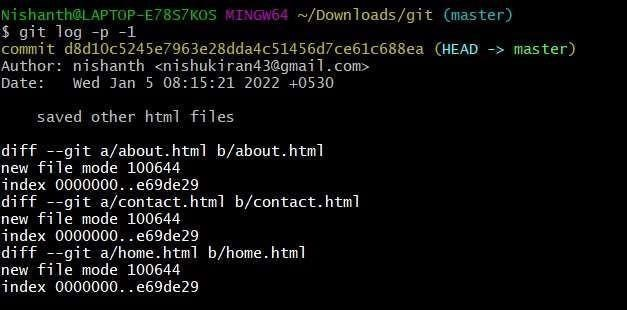 Nishanth@LAPTOP-E78S7KOS MINGW64 ~/Downloads/git (master)
$ git log -p -1
commit d8d10c5245e7963e28dda4c51456d7ce61c688ea (HEAD -> master)
Author: nishanth <nishukiran43@gmail.com>
Date:   Wed Jan 5 08:15:21 2022 +0530
    saved other html files
diff --git a/about.html b/about.html
new file mode 100644
index 0000000..e69de29
diff --git a/contact.html b/contact.html
new file mode 100644
index 0000000..e69de29
diff --git a/home.html b/home.html
new file mode 100644
index 0000000..e69de29